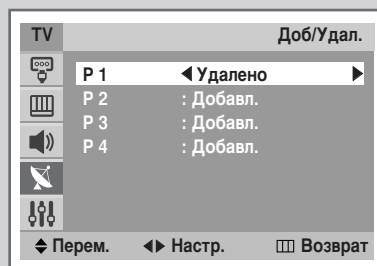 TV Доб/Удал.
P 1 ◀ Удалено ▶
P 2 : Добавл.
P 3 : Добавл.
P 4 : Добавл.
Перем. Настр. Возврат